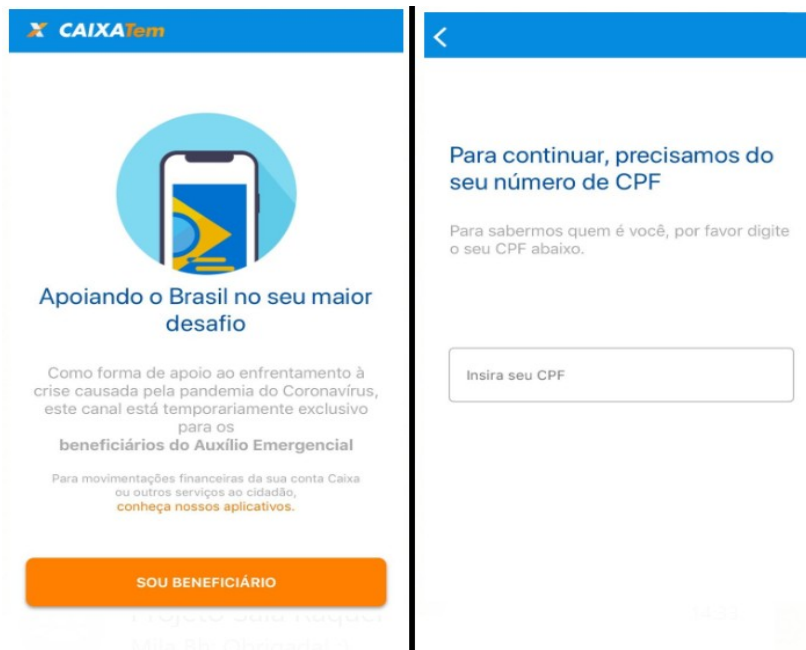 X CAIXATem
Apoiando o Brasil no seu maior
desafio
Como forma de apoio ao enfrentamento à
crise causada pela pandemia do Coronavírus,
este canal está temporariamente exclusivo
para os
beneficiários do Auxílio Emergencial
Para movimentações financeiras da sua conta Caixa
ou outros serviços ao cidadão,
conheça nossos aplicativos.
SOU BENEFICIÁRIO
Para continuar, precisamos do
seu número de CPF
Para sabermos quem é você, por favor digite
o seu CPF abaixo.
Insira seu CPF